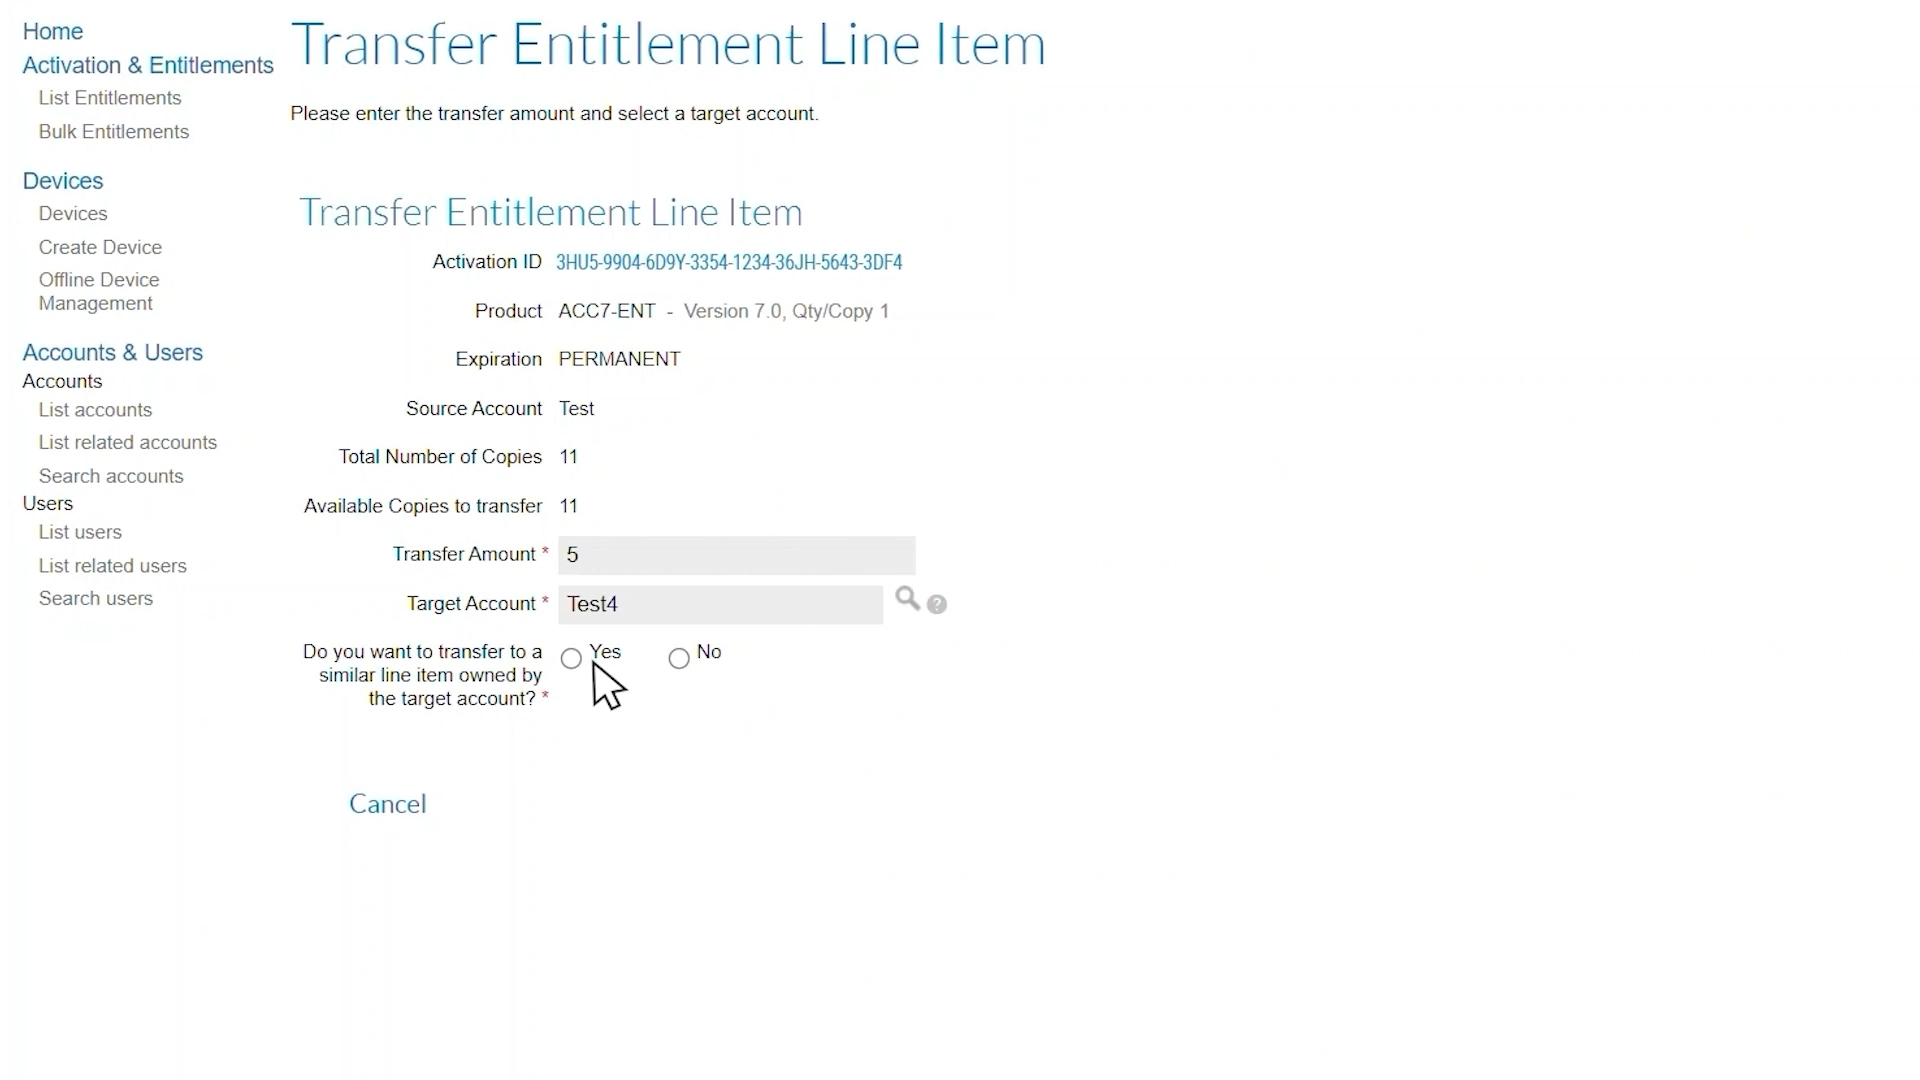 Home
Activation & Entitlements
List Entitlements
Bulk Entitlements
Devices
Devices
Create Device
Offline Device
Management
Accounts & Users
Accounts
List accounts
List related accounts
Search accounts
Users
List users
List related users
Search users
Transfer Entitlement Line Item
Please enter the transfer amount and select a target account.
Transfer Entitlement Line Item
Activation ID 3HU5-9904-6D9Y-3354-1234-36JH-5643-3DF4
Product ACC7-ENT - Version 7.0, Qty/Copy 1
Expiration PERMANENT
Source Account Test
Total Number of Copies 11
Available Copies to transfer 11
Transfer Amount * 5
Target Account * Test4 ?
Do you want to transfer to a Yes No
similar line item owned by
the target account? *
Cancel